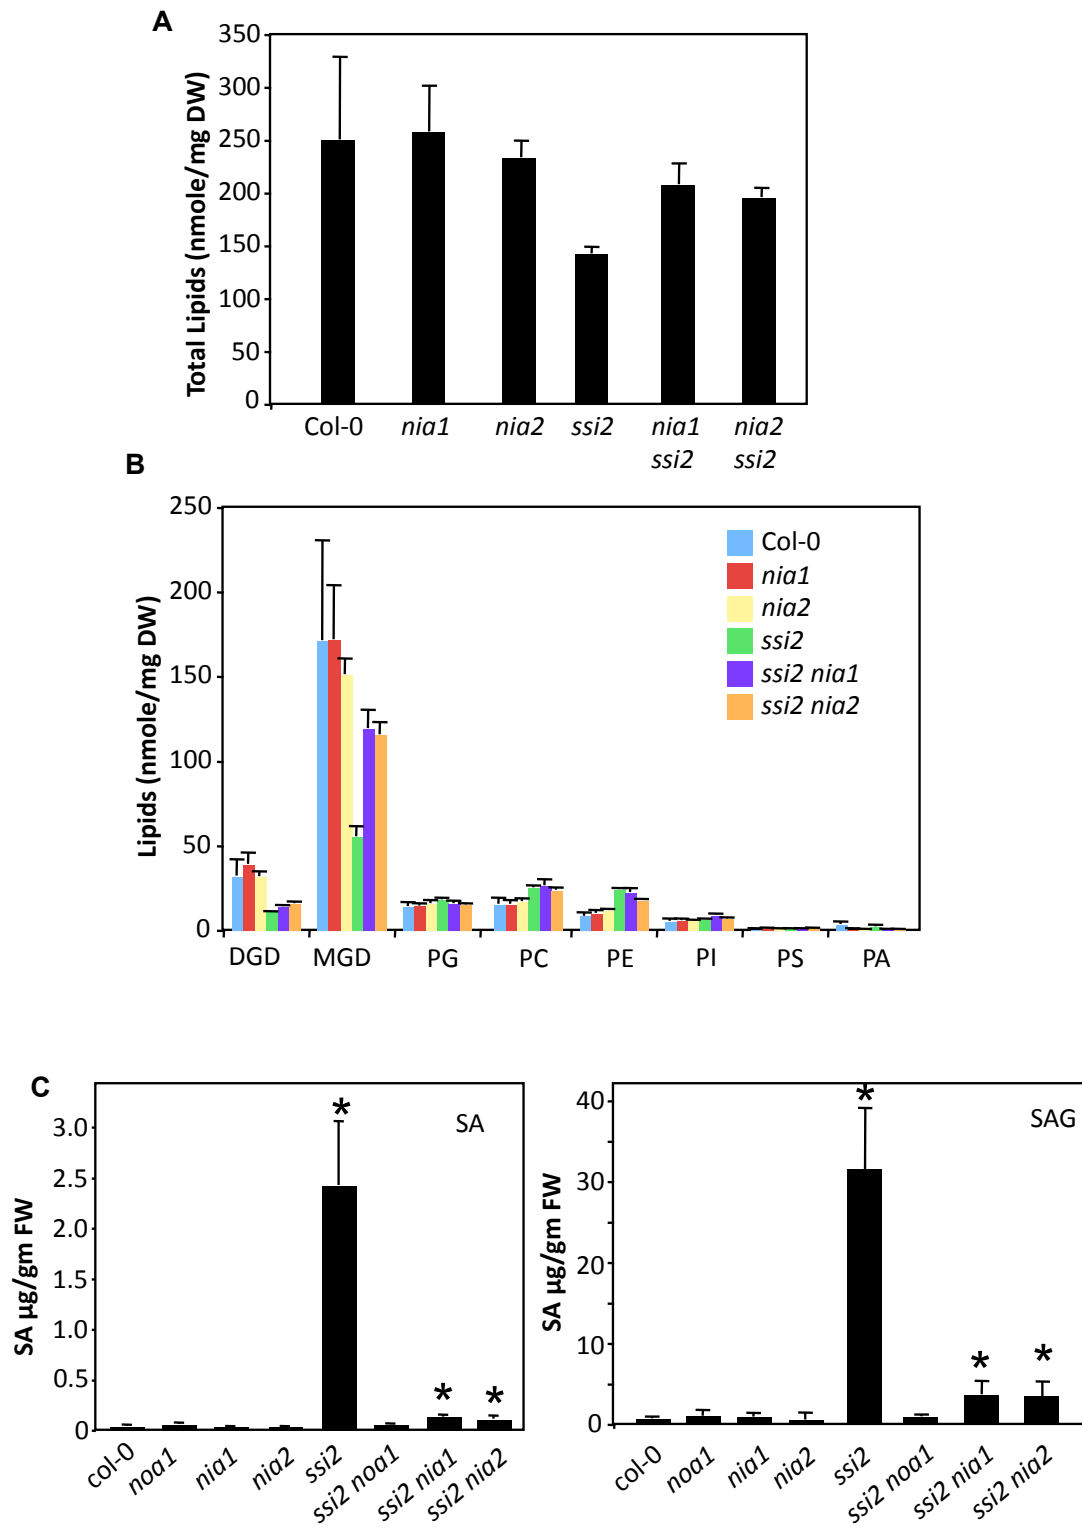 A
Total Lipids (nmole/mg DW)
350
300
250
200
150
100
50
0
Col-0 nia1 nia2 ssi2 nia1 nia2
ssi2 ssi2
B
Lipids (nmole/mg DW)
250
200
150
100
50
0
Col-0
nia1
nia2
ssi2
ssi2 nia1
ssi2 nia2
DGD MGD PG PC PE PI PS PA
C
SA µg/gm FW
3.0
2.5
2.0
1.5
1.0
0.5
0
*
*
*
SA
col-0 noa1 nia1 nia2 ssi2 ssi2 noa1 ssi2 nia1 ssi2 nia2
SA µg/gm FW
40
30
20
10
0
*
*
*
SAG
col-0 noa1 nia1 nia2 ssi2 ssi2 noa1 ssi2 nia1 ssi2 nia2